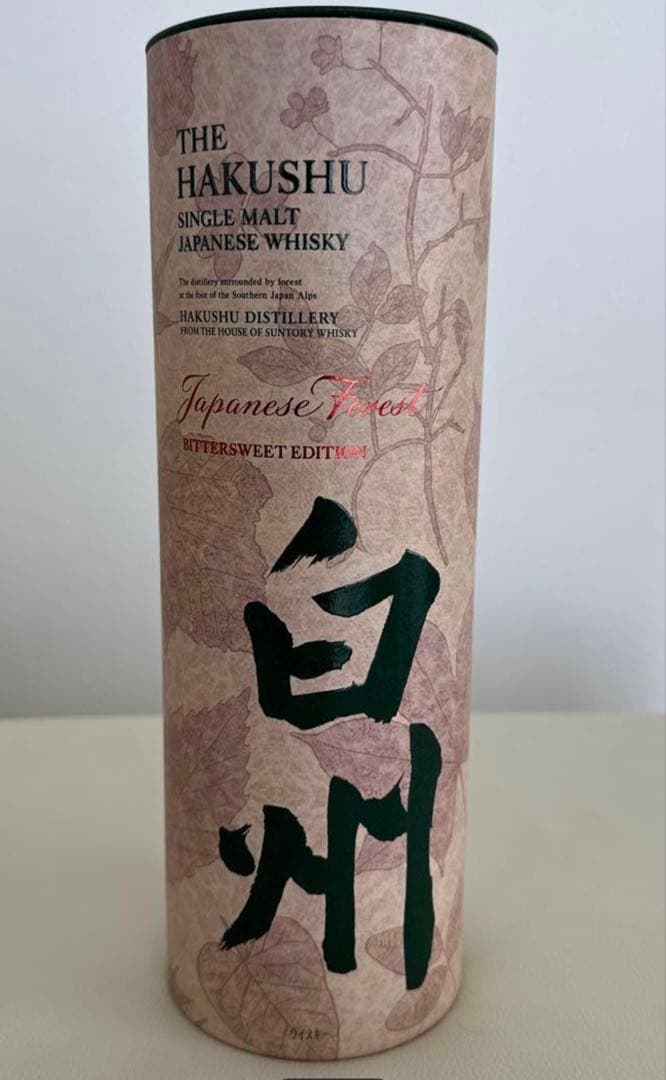 THE
HAKUSHU
SINGLE MALT
JAPANESE WHISKY
The distillery surrounded by forest
at the foot of the Southern Japan Alps
HAKUSHU DISTILLERY
FROM THE HOUSE OF SUNTORY WHISKY
Japanese Forest
BITTERSWEET EDITION
白
州
ウイスキー